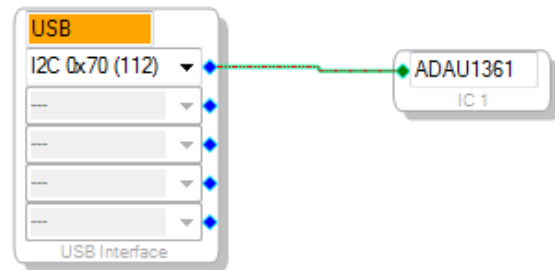 USB
I2C 0x70 (112)
---
---
---
---
USB Interface
ADAU1361
IC 1